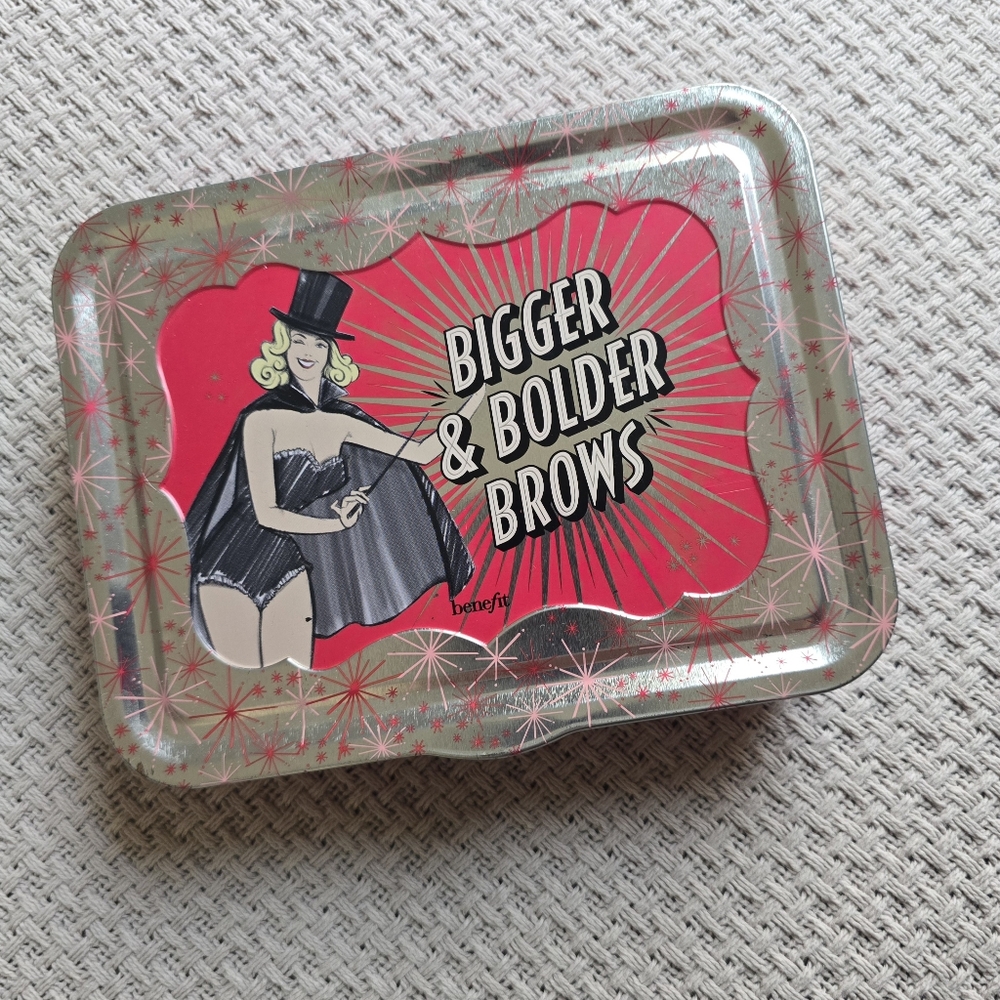 BIGGER
& BOLDER
BROWS
benefit